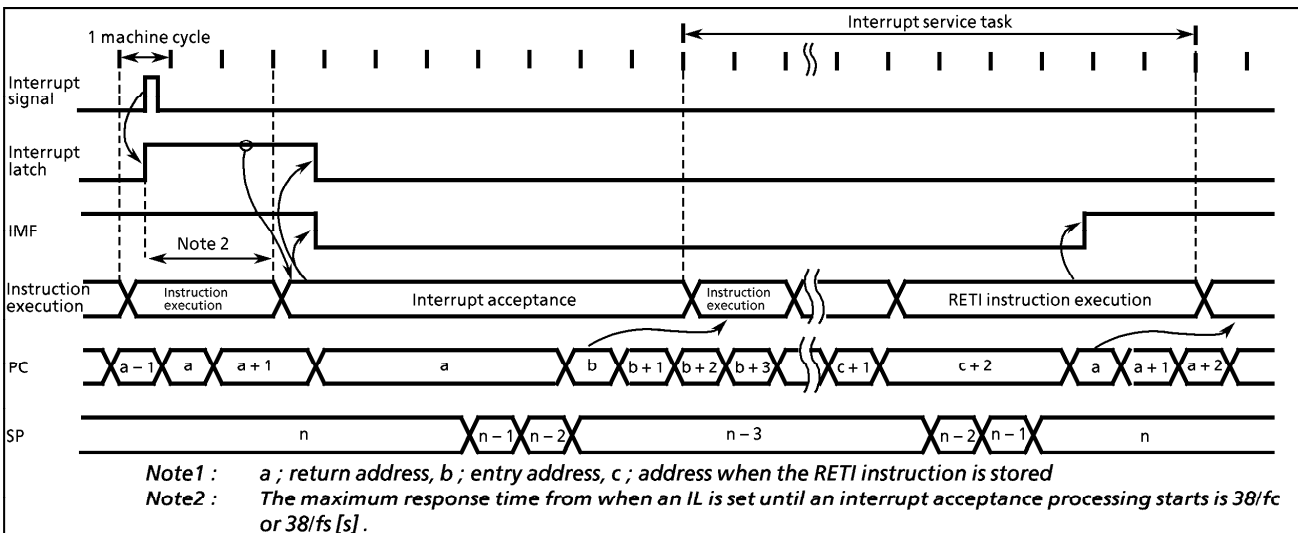 Interrupt service task
1 machine cycle
Interrupt
signal
Interrupt
latch
IMF
Note 2
Instruction
execution
Instruction
execution
Interrupt acceptance
Instruction
execution
RETI instruction execution
PC
a − 1
a
a + 1
a
b
b + 1
b + 2
b + 3
c + 1
c + 2
a
a + 1
a + 2
SP
n
n − 1
n − 2
n − 3
n − 2
n − 1
n
Note1 : a ; return address, b ; entry address, c ; address when the RETI instruction is stored
Note2 : The maximum response time from when an IL is set until an interrupt acceptance processing starts is 38/fc
or 38/fs [s] .